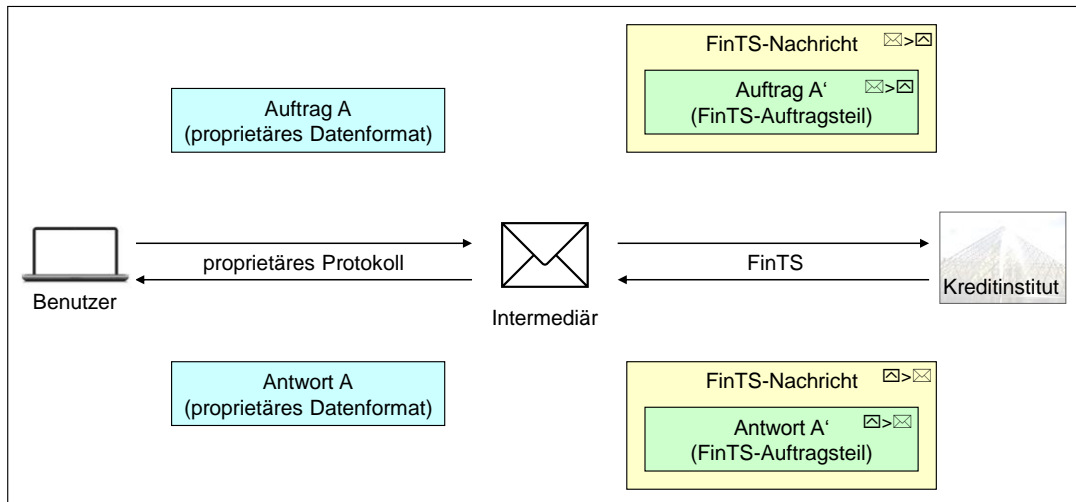 FinTS-Nachricht
Auftrag A
(proprietäres Datenformat)
Auftrag A‘
(FinTS-Auftragsteil)
proprietäres Protokoll
FinTS
Benutzer
Intermediär
Kreditinstitut
Antwort A
(proprietäres Datenformat)
FinTS-Nachricht
Antwort A‘
(FinTS-Auftragsteil)